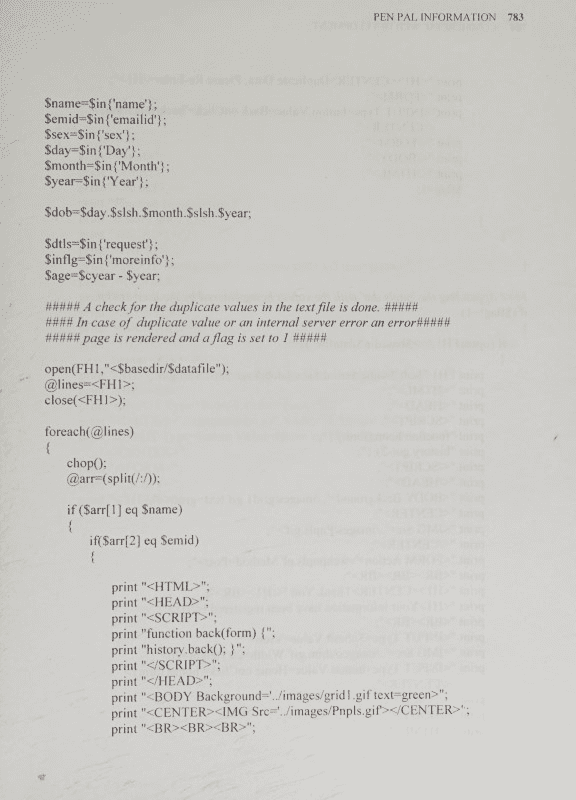 PEN PAL INFORMATION 783
$name=$in{'name'};
$emid=$in{'emailid'};
$sex=$in{'sex'};
$day=$in{'Day'};
$month=$in{'Month'};
$year=$in{'Year'};
$dob=$day.$slsh.$month.$slsh.$year;
$dtls=$in{'request'};
$inflg=$in{'moreinfo'};
$age=$cyear - $year;
##### A check for the duplicate values in the text file is done. #####
#### In case of duplicate value or an internal server error an error#####
##### page is rendered and a flag is set to 1 #####
open(FH1,"<$basedir/$datafile");
@lines=<FH1>;
close(<FH1>);
foreach(@lines)
{
chop();
@arr=(split(/:/));
if ($arr[1] eq $name)
{
if($arr[2] eq $emid)
{
print "<HTML>";
print "<HEAD>";
print "<SCRIPT>";
print "function back(form) {";
print "history.back(); }";
print "</SCRIPT>";
print "</HEAD>";
print "<BODY Background='../images/grid1.gif text=green>";
print "<CENTER><IMG Src='../images/Pnpls.gif'></CENTER>";
print "<BR><BR><BR>";